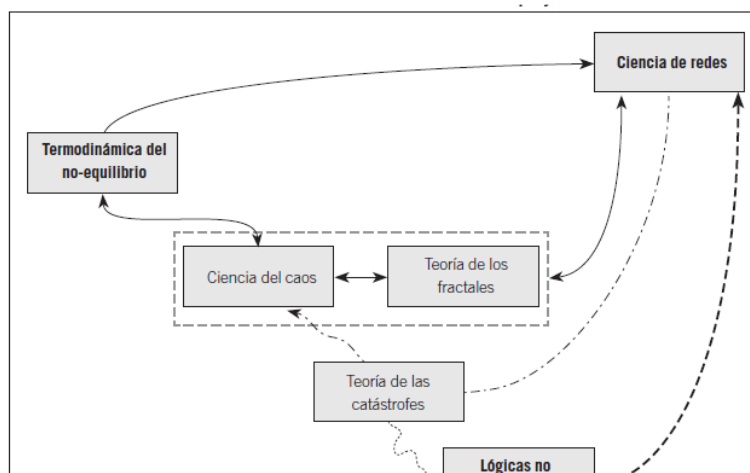 Ciencia de redes
Termodinámica del
no-equilibrio
Ciencia del caos
Teoría de los
fractales
Teoría de las
catástrofes
Lógicas no